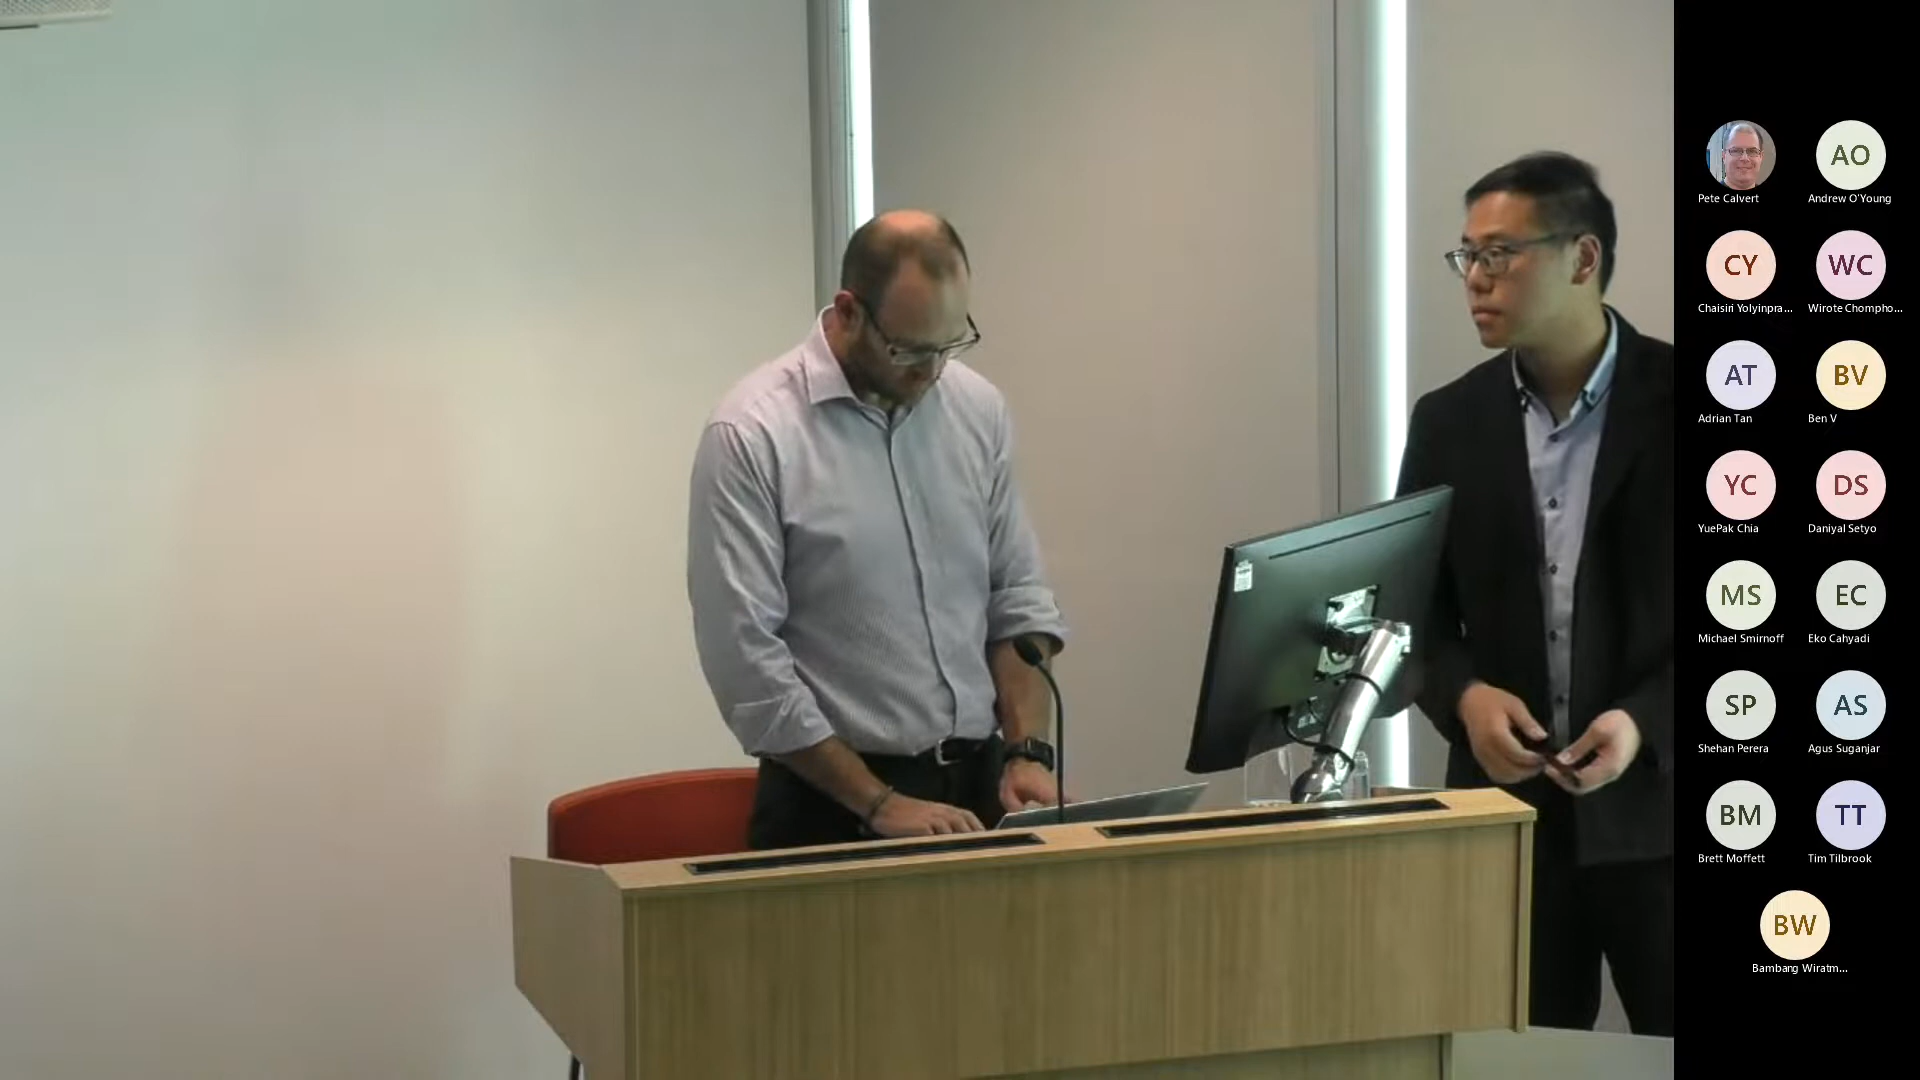 AO
Pete Calvert
Andrew O'Young
CY
WC
Chaisiri Yolyinpra...
Wirote Chompho...
AT
BV
Adrian Tan
Ben V
YC
DS
YuePak Chia
Daniyal Setyo
MS
EC
Michael Smirnoff
Eko Cahyadi
SP
AS
Shehan Perera
Agus Suganjar
BM
TT
Brett Moffett
Tim Tilbrook
BW
Bambang Wiratm...